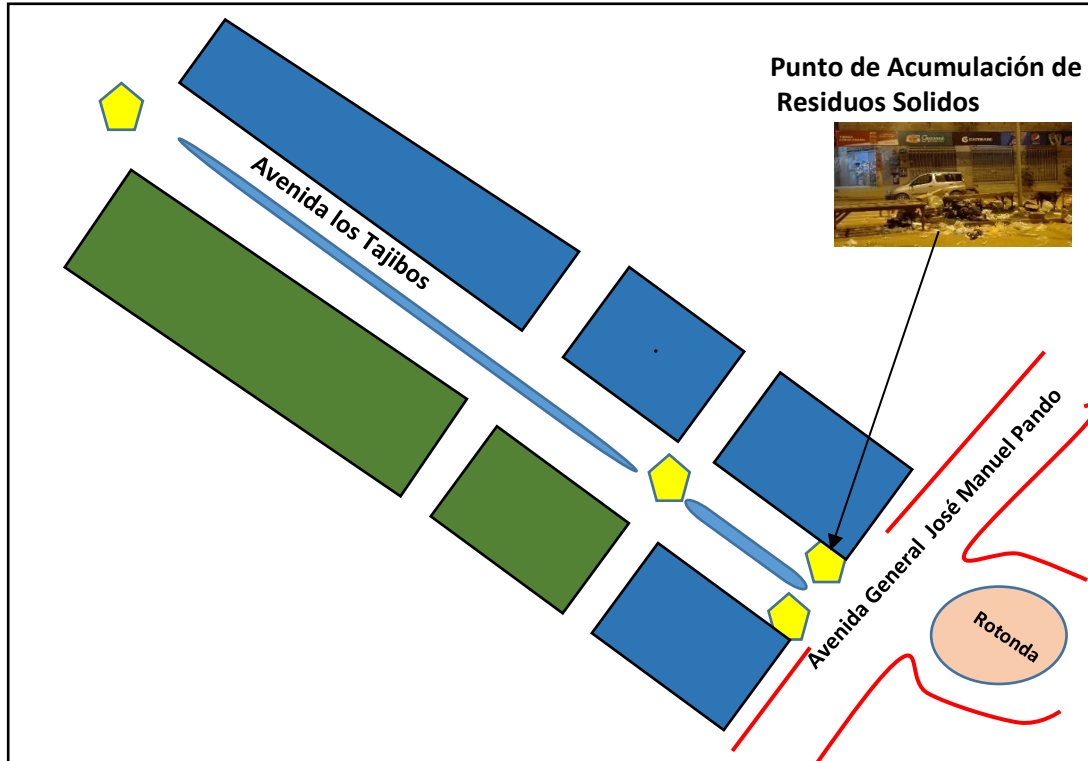 Punto de Acumulación de
Residuos Solidos
Avenida los Tajibos
Avenida General José Manuel Pando
Rotonda